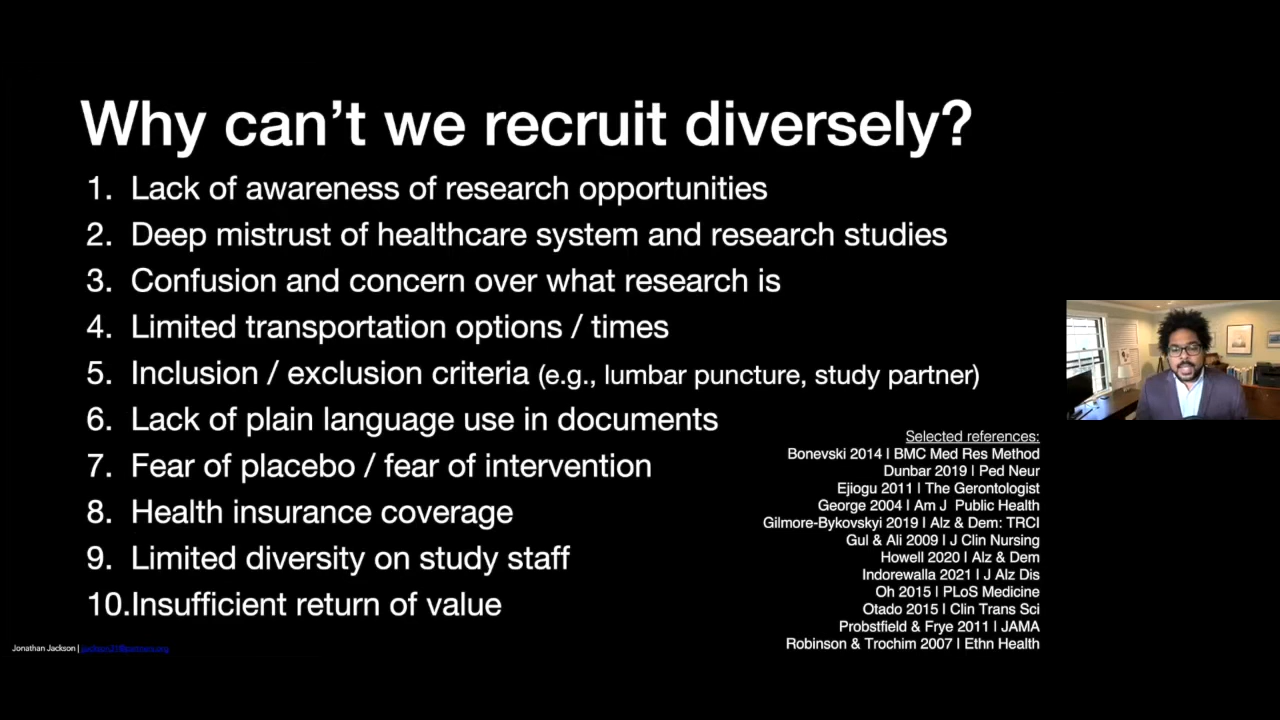 Why can't we recruit diversely?
1. Lack of awareness of research opportunities
2. Deep mistrust of healthcare system and research studies
3. Confusion and concern over what research is
4. Limited transportation options / times
5. Inclusion / exclusion criteria (e.g., lumbar puncture, study partner)
6. Lack of plain language use in documents
7. Fear of placebo / fear of intervention
8. Health insurance coverage
9. Limited diversity on study staff
10.Insufficient return of value
Selected references:
Bonevski 2014 | BMC Med Res Method
Dunbar 2019 | Ped Neur
Ejiogu 2011 | The Gerontologist
George 2004 | Am J Public Health
Gilmore-Bykovskyi 2019 | Alz & Dem: TRCI
Gul & Ali 2009 | J Clin Nursing
Howell 2020 | Alz & Dem
Indorewalla 2021 | J Alz Dis
Oh 2015 | PLoS Medicine
Otado 2015 | Clin Trans Sci
Probstfield & Frye 2011 | JAMA
Robinson & Trochim 2007 | Ethn Health
Jonathan Jackson |